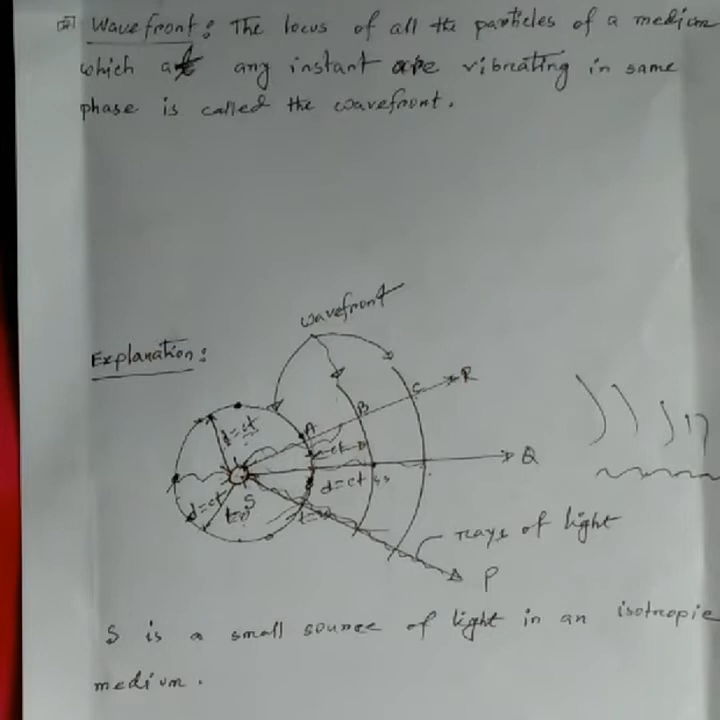 Wavefront: The locus of all the particles of a medium
which at any instant are vibrating in same
phase is called the wavefront.
wavefront
Explanation:
R
C
B
A
d=ct
ct
Q
d=ct
d=ct
S
rays of light
P
S is a small source of light in an isotropic
medium.